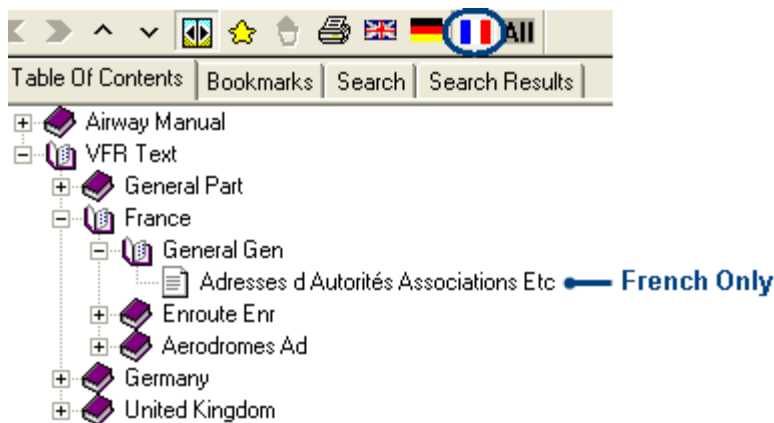 All
Table Of Contents Bookmarks Search Search Results
Airway Manual
VFR Text
General Part
France
General Gen
Adresses d Autorités Associations Etc French Only
Enroute Enr
Aerodromes Ad
Germany
United Kingdom